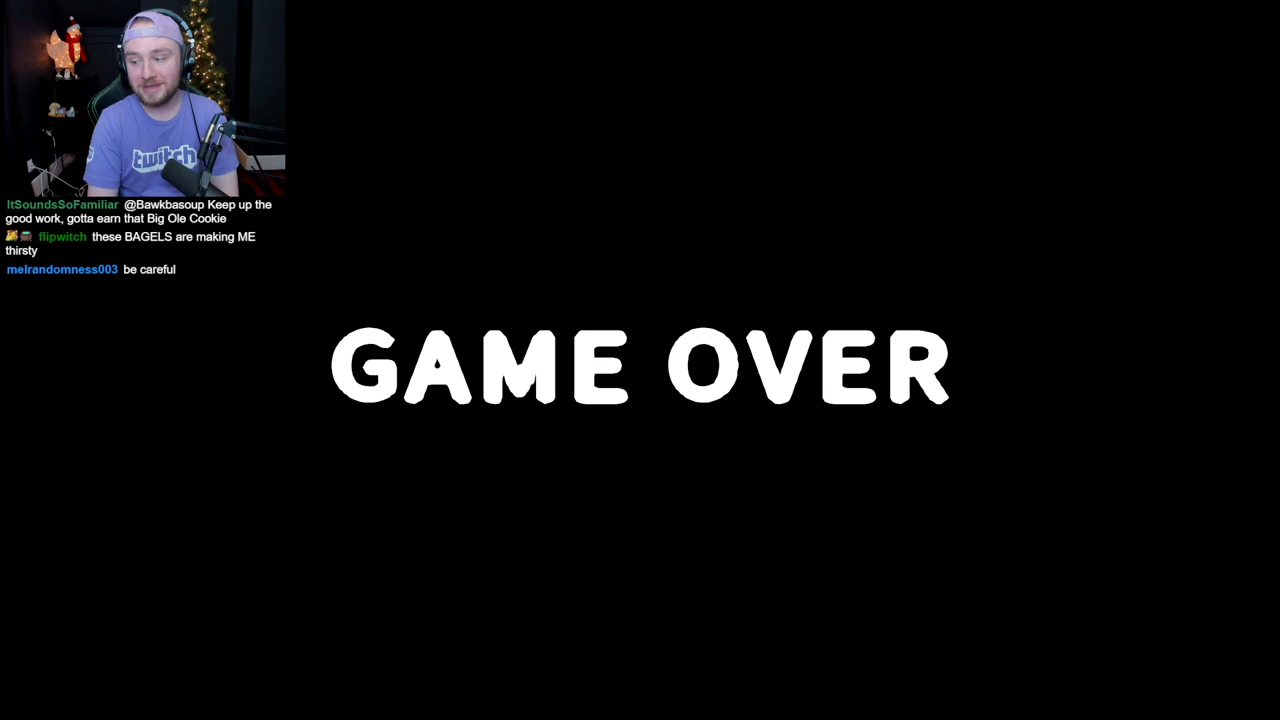 twitch
ItSoundsSoFamiliar @Bawkbasoup Keep up the
good work, gotta earn that Big Ole Cookie
flipwitch these BAGELS are making ME
thirsty
melrandomness003 be careful
GAME OVER